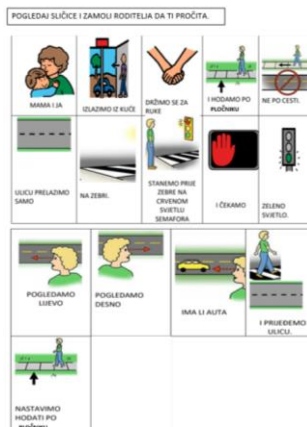 POGLEDAJ SLIČICE I ZAMOLI RODITELJA DA TI PROČITA.
MAMA I JA
IZLAZIMO IZ KUĆE
DRŽIMO SE ZA
RUKE
I HODAMO PO
PLOČNIKU
NE PO CESTI.
ULICU PRELAZIMO
SAMO
NA ZEBRI.
STANEMO PRIJE
ZEBRE NA
CRVENOM
SVJETLU
SEMAFORA
I ČEKAMO
ZELENO
SVJETLO.
POGLEDAMO
LIJEVO
POGLEDAMO
DESNO
IMA LI AUTA
I PRIJEĐEMO
ULICU.
NASTAVIMO
HODATI PO
PLOČNIKU